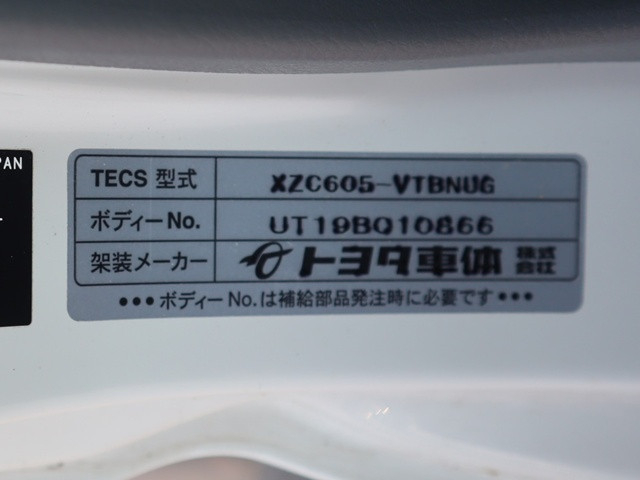 PAN
TECS 型式 XZC605-VTBNUG
ボディーNo. UT19BQ10866
架装メーカー トヨタ車体 株式会社
•••ボディーNo.は補給部品発注時に必要です•••